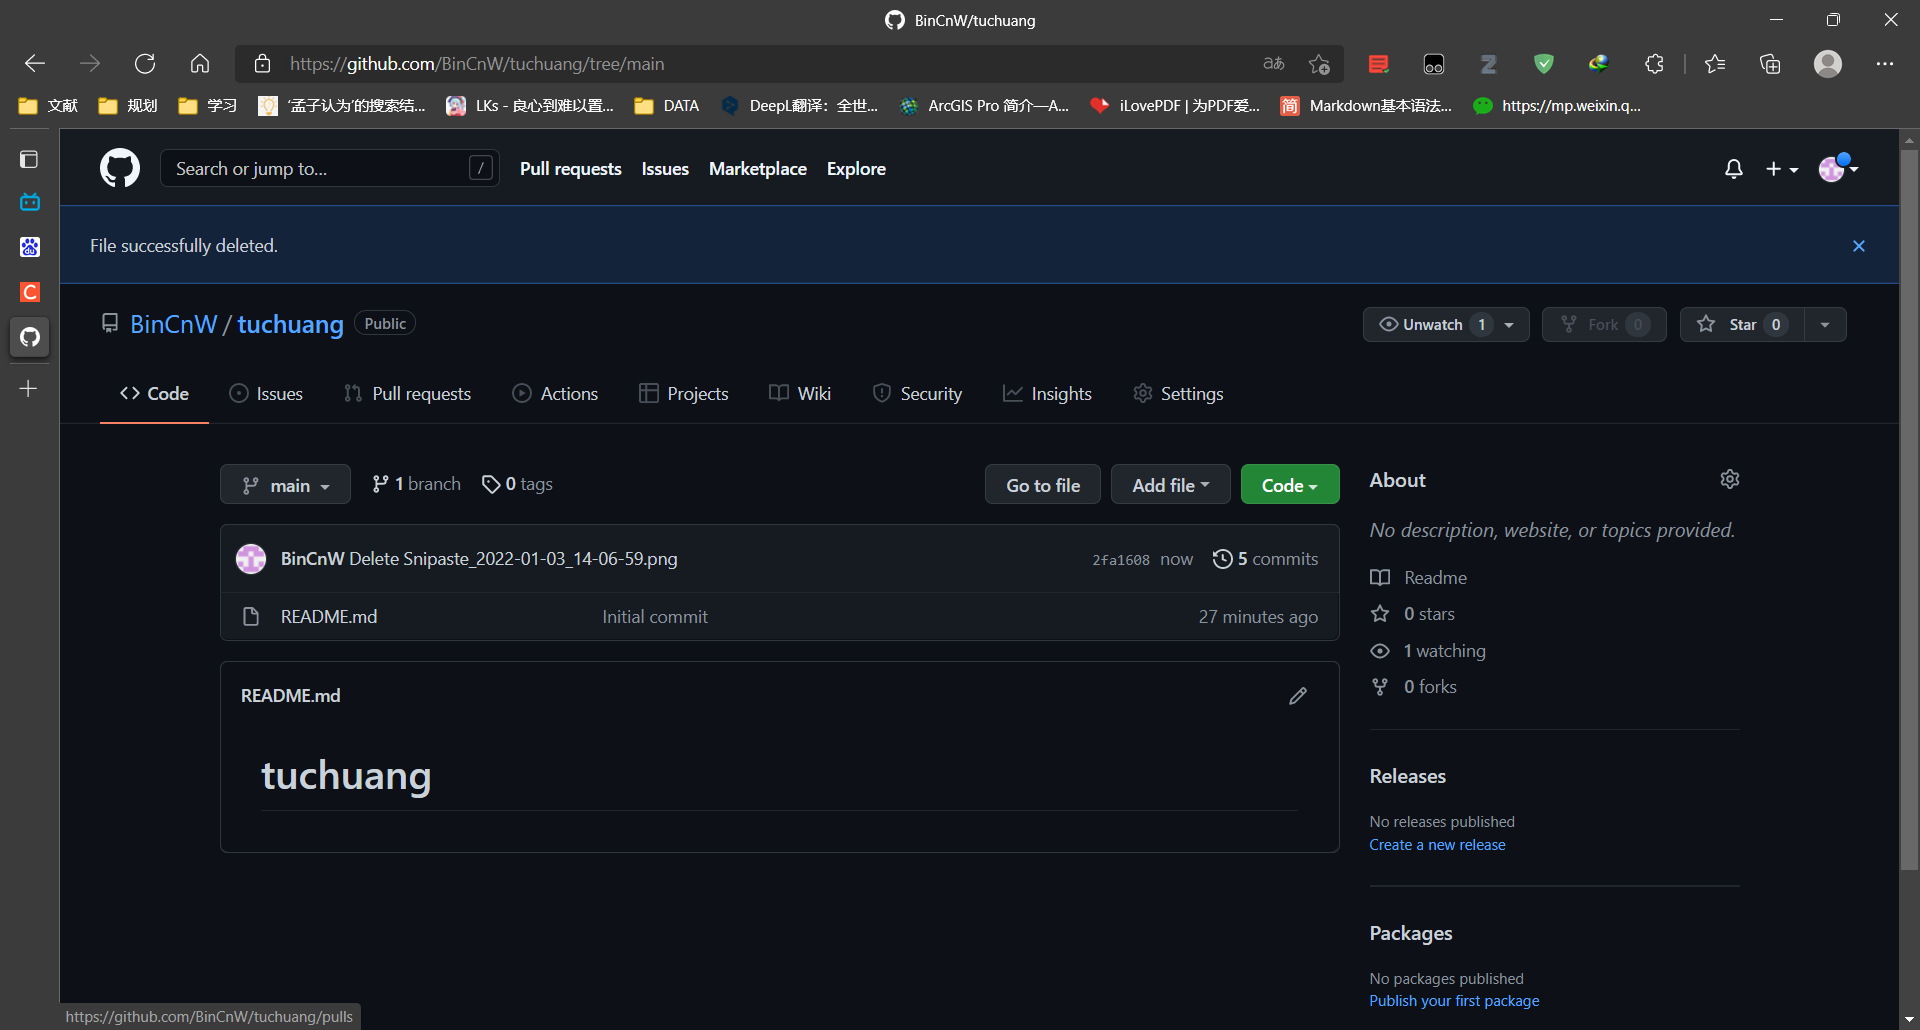 BinCnW/tuchuang
https://github.com/BinCnW/tuchuang/tree/main
文献
规划
学习
'孟子认为'的搜索结...
LKs - 良心到难以置...
DATA
DeepL翻译：全世...
ArcGIS Pro 简介—A...
iLovePDF | 为PDF爱...
简
Markdown基本语法...
https://mp.weixin.q...
Search or jump to...
/
Pull requests
Issues
Marketplace
Explore
File successfully deleted.
BinCnW / tuchuang
Public
Unwatch 1
Fork 0
Star 0
Code
Issues
Pull requests
Actions
Projects
Wiki
Security
Insights
Settings
main
1 branch
0 tags
Go to file
Add file
Code
BinCnW Delete Snipaste_2022-01-03_14-06-59.png
2fa1608 now
5 commits
README.md
Initial commit
27 minutes ago
README.md
tuchuang
About
No description, website, or topics provided.
Readme
0 stars
1 watching
0 forks
Releases
No releases published
Create a new release
Packages
No packages published
Publish your first package
https://github.com/BinCnW/tuchuang/pulls